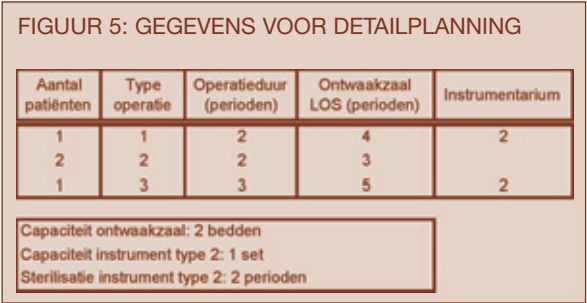 FIGUUR 5: GEGEVENS VOOR DETAILPLANNING
Aantal patiënten Type operatie Operatieduur (perioden) Ontwaakzaal LOS (perioden) Instrumentarium
1 1 2 4 2
2 2 2 3
1 3 3 5 2
Capaciteit ontwaakzaal: 2 bedden
Capaciteit instrument type 2: 1 set
Sterilisatie instrument type 2: 2 perioden